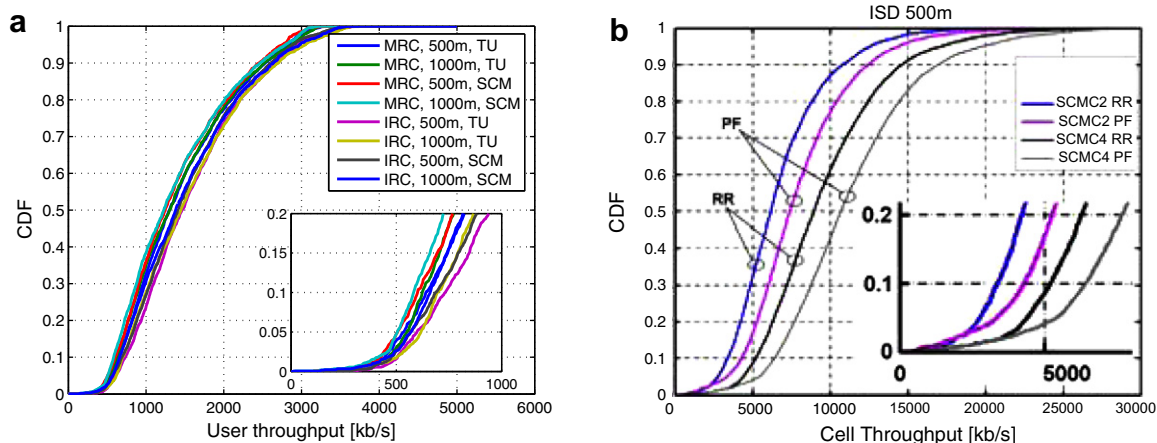 a
CDF
1
0.9
0.8
0.7
0.6
0.5
0.4
0.3
0.2
0.1
0
0 1000 2000 3000 4000 5000 6000
User throughput [kb/s]
MRC, 500m, TU
MRC, 1000m, TU
MRC, 500m, SCM
MRC, 1000m, SCM
IRC, 500m, TU
IRC, 1000m, TU
IRC, 500m, SCM
IRC, 1000m, SCM
0.2
0.15
0.1
0.05
0
0 500 1000
b
ISD 500m
CDF
1
0.9
0.8
0.7
0.6
0.5
0.4
0.3
0.2
0.1
0
0 5000 10000 15000 20000 25000 30000
Cell Throughput [kb/s]
PF
RR
SCMC2 RR
SCMC2 PF
SCMC4 RR
SCMC4 PF
0.2
0.1
0
0 5000